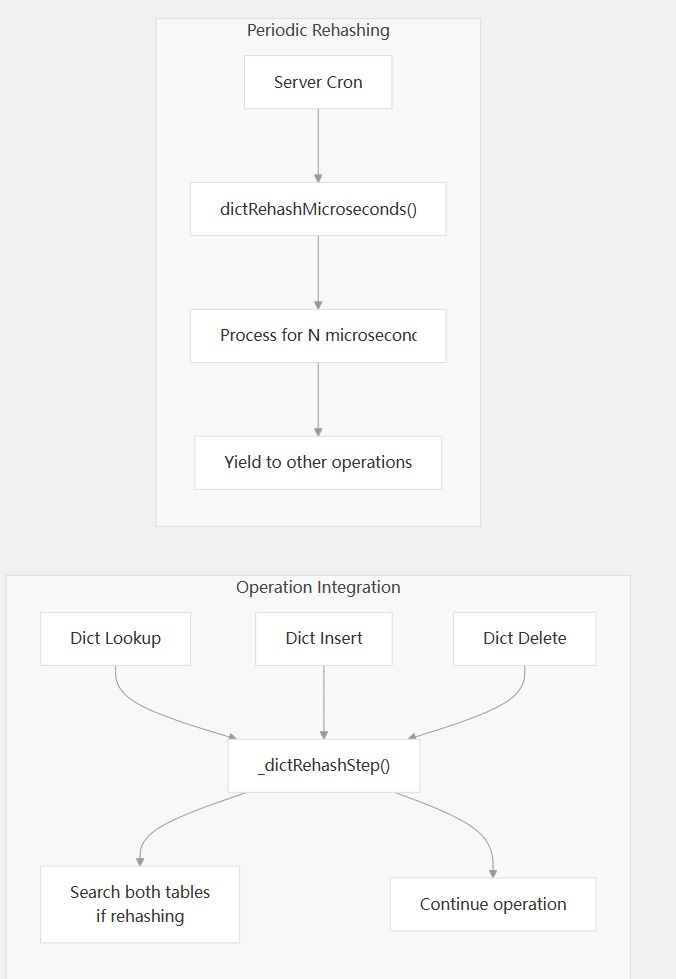 Periodic Rehashing
Server Cron
dictRehashMicroseconds()
Process for N microsecond
Yield to other operations
Operation Integration
Dict Lookup
Dict Insert
Dict Delete
_dictRehashStep()
Search both tables
if rehashing
Continue operation